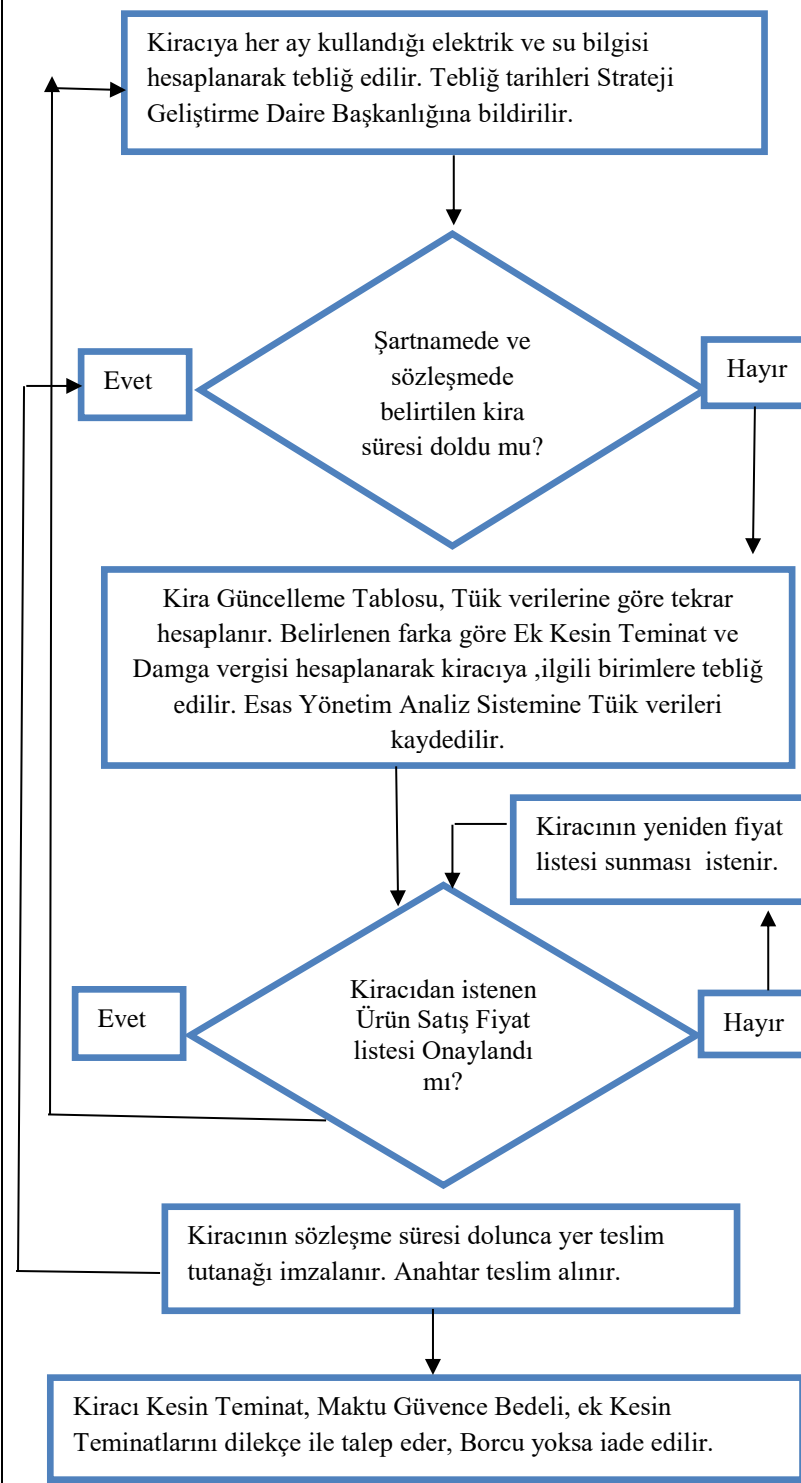 Kiracıya her ay kullandığı elektrik ve su bilgisi
hesaplanarak tebliğ edilir. Tebliğ tarihleri Strateji
Geliştirme Daire Başkanlığına bildirilir.
Evet
Şartnamede ve
sözleşmede
belirtilen kira
süresi doldu mu?
Hayır
Kira Güncelleme Tablosu, Tüik verilerine göre tekrar
hesaplanır. Belirlenen farka göre Ek Kesin Teminat ve
Damga vergisi hesaplanarak kiracıya ,ilgili birimlere tebliğ
edilir. Esas Yönetim Analiz Sistemine Tüik verileri
kaydedilir.
Kiracının yeniden fiyat
listesi sunması  istenir.
Evet
Kiracıdan istenen
Ürün Satış Fiyat
listesi Onaylandı
mı?
Hayır
Kiracının sözleşme süresi dolunca yer teslim
tutanağı imzalanır. Anahtar teslim alınır.
Kiracı Kesin Teminat, Maktu Güvence Bedeli, ek Kesin
Teminatlarını dilekçe ile talep eder, Borcu yoksa iade edilir.